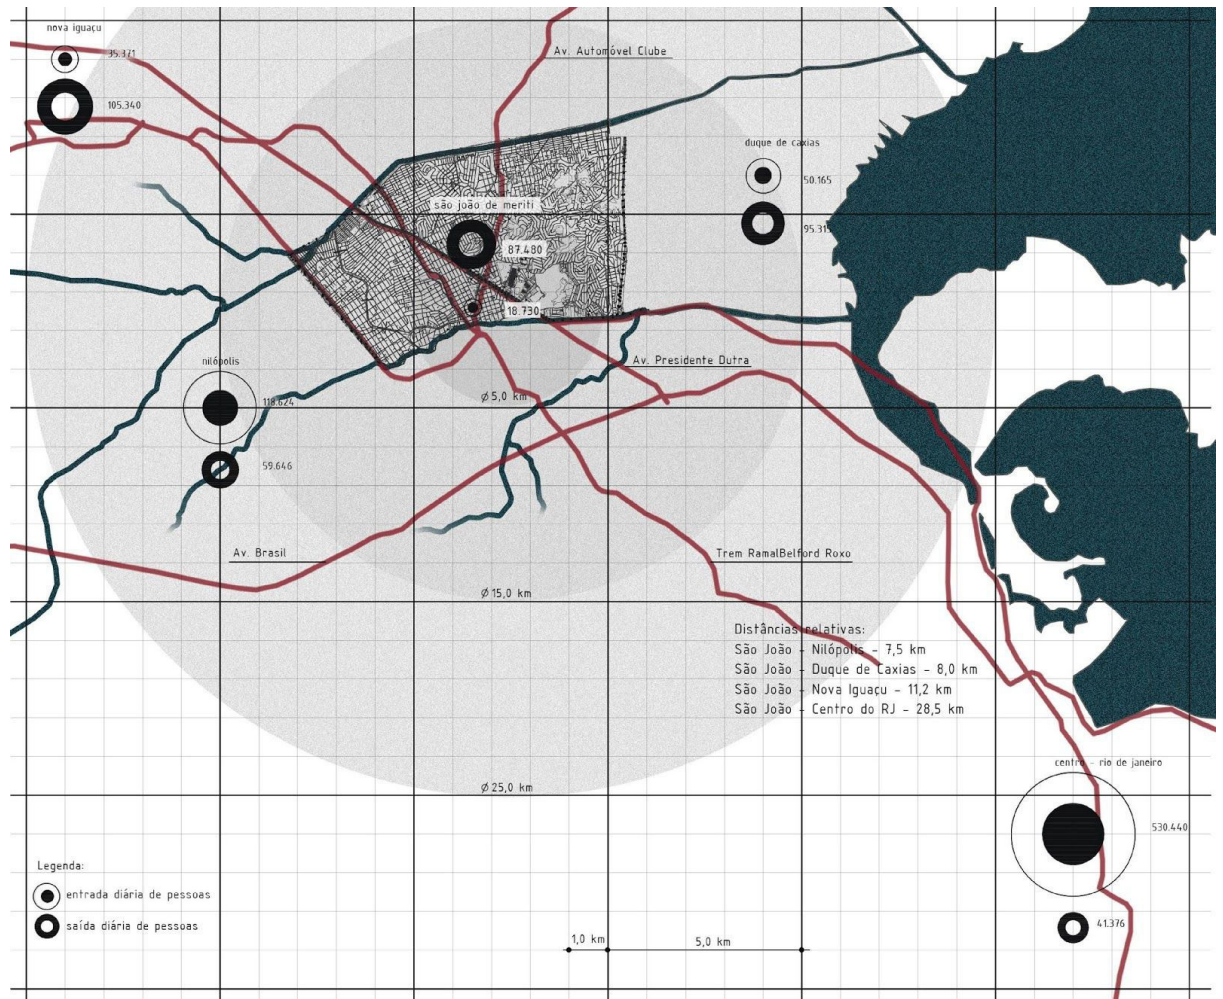 nova iguaçu
35.371
105.340
Av. Automóvel Clube
duque de caxias
50.165
95.315
são joão de meriti
87.480
18.730
nilópolis
118.624
59.646
Av. Presidente Dutra
Ø 5,0 km
Av. Brasil
Trem RamalBelford Roxo
Ø 15,0 km
Distâncias relativas:
São João - Nilópolis - 7,5 km
São João - Duque de Caxias - 8,0 km
São João - Nova Iguaçu - 11,2 km
São João - Centro do RJ - 28,5 km
Ø 25,0 km
centro - rio de janeiro
530.440
41.376
Legenda:
entrada diária de pessoas
saída diária de pessoas
1,0 km
5,0 km